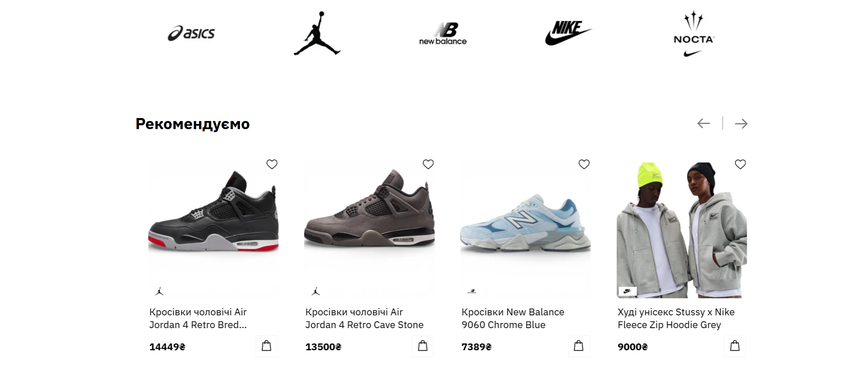 asics
new balance
NIKE
NOCTA
Рекомендуємо
Кросівки чоловічі Air
Jordan 4 Retro Bred...
14449₴
Кросівки чоловічі Air
Jordan 4 Retro Cave Stone
13500₴
Кросівки New Balance
9060 Chrome Blue
7389₴
Худі унісекс Stussy x Nike
Fleece Zip Hoodie Grey
9000₴